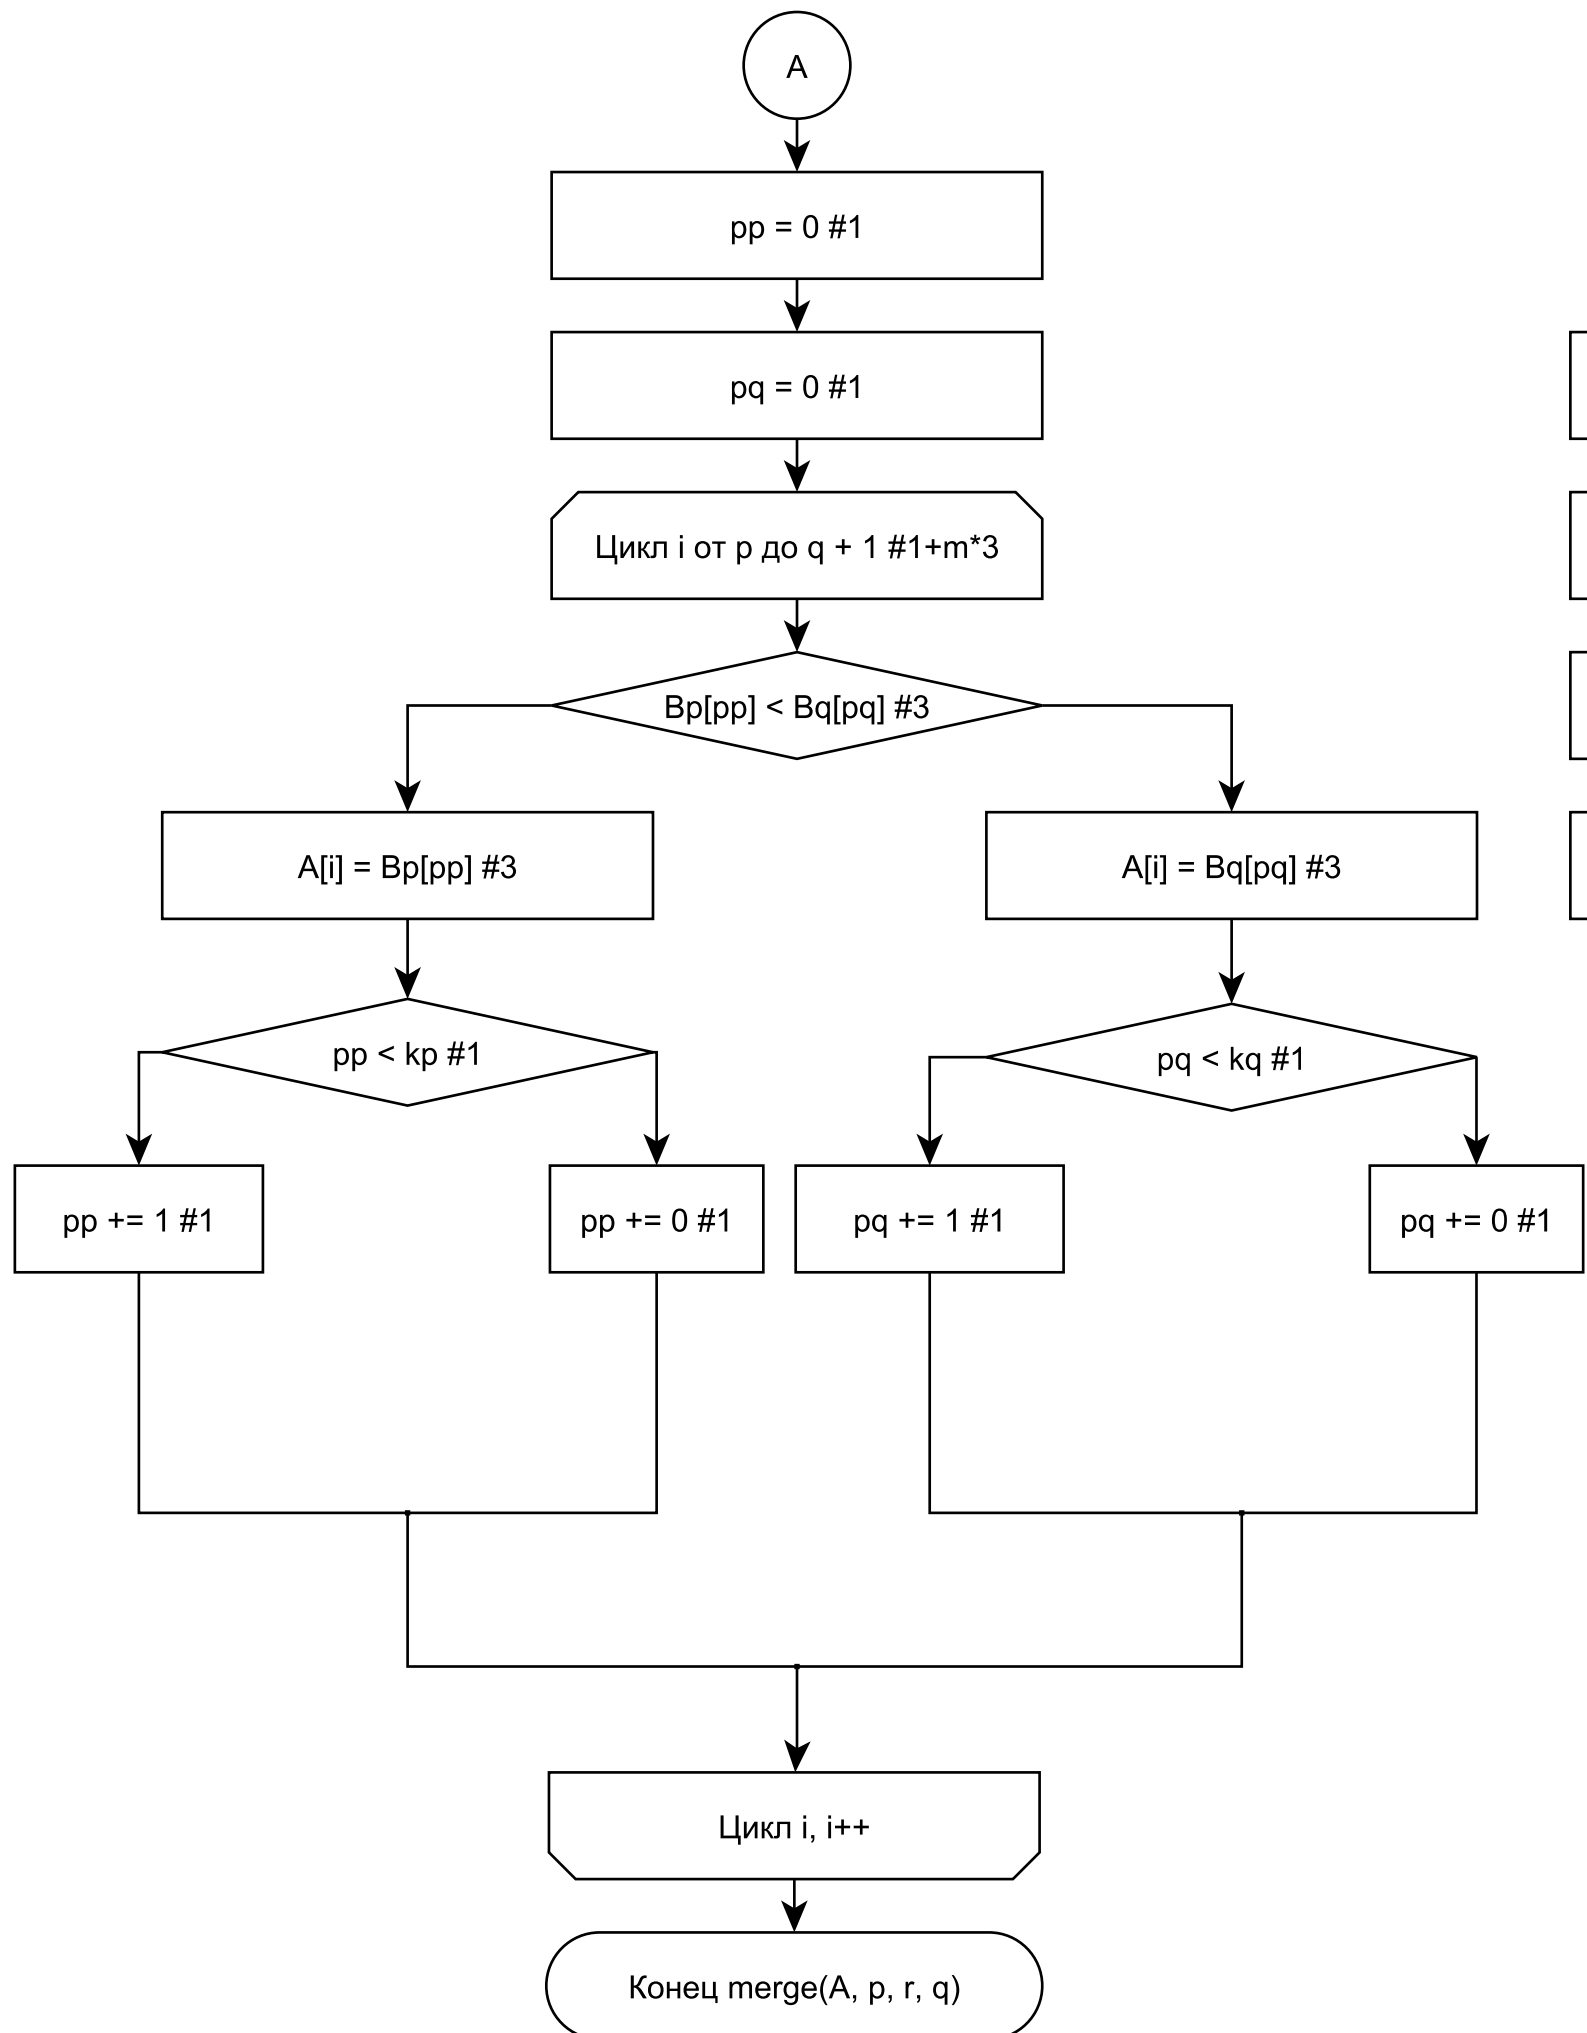 A
pp = 0 #1
pq = 0 #1
Цикл i от p до q + 1 #1+m*3
Bp[pp] < Bq[pq] #3
A[i] = Bp[pp] #3
A[i] = Bq[pq] #3
pp < kp #1
pq < kq #1
pp += 1 #1
pp += 0 #1
pq += 1 #1
pq += 0 #1
Цикл i, i++
Конец merge(A, p, r, q)